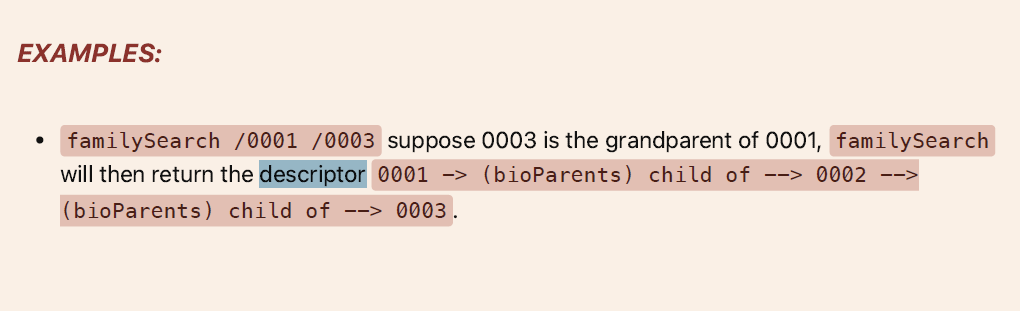 EXAMPLES:
• familySearch /0001 /0003 suppose 0003 is the grandparent of 0001, familySearch
will then return the descriptor 0001 -> (bioParents) child of --> 0002 -->
(bioParents) child of --> 0003.